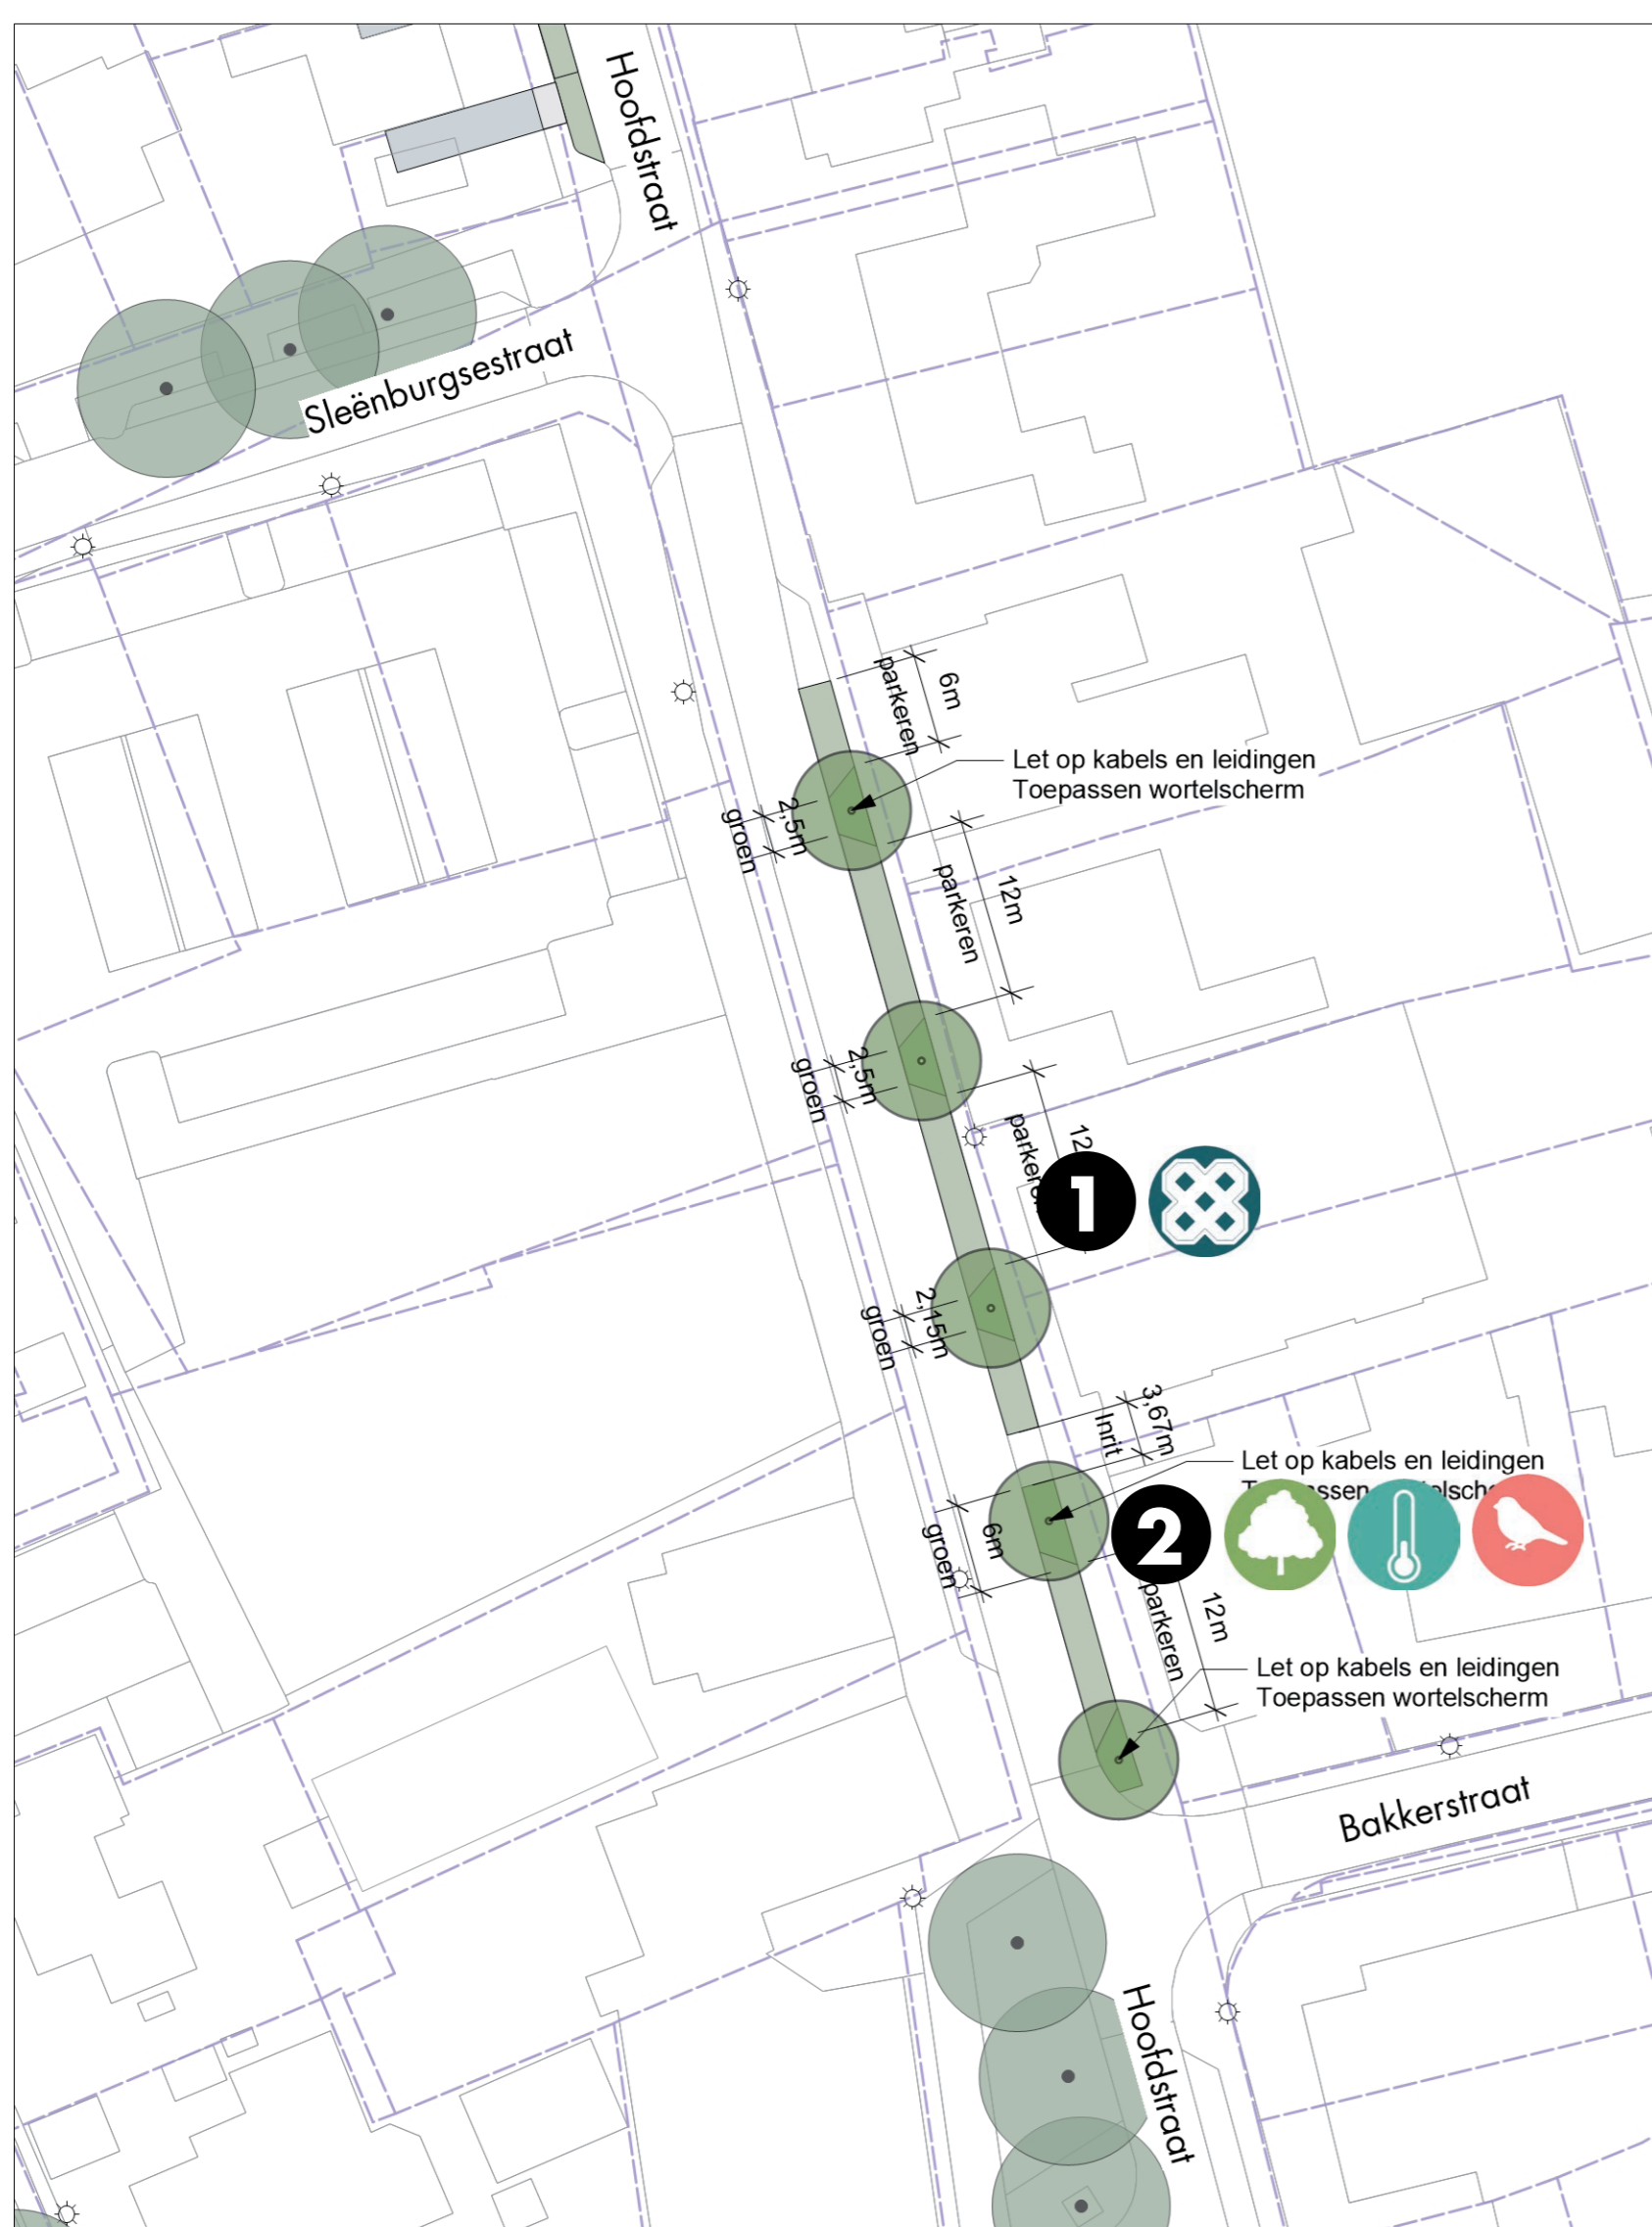 Hoofdstraat
Sleënburgsestraat
parkeren
6m
Let op kabels en leidingen
Toepassen wortelscherm
groen
2,5m
parkeren
12m
groen
2,5m
12
1
groen
2,15m
Inrit
3,67m
Let op kabels en leidingen
groen
6m
2
parkeren
12m
Let op kabels en leidingen
Toepassen wortelscherm
Bakkerstraat
Hoofdstraat